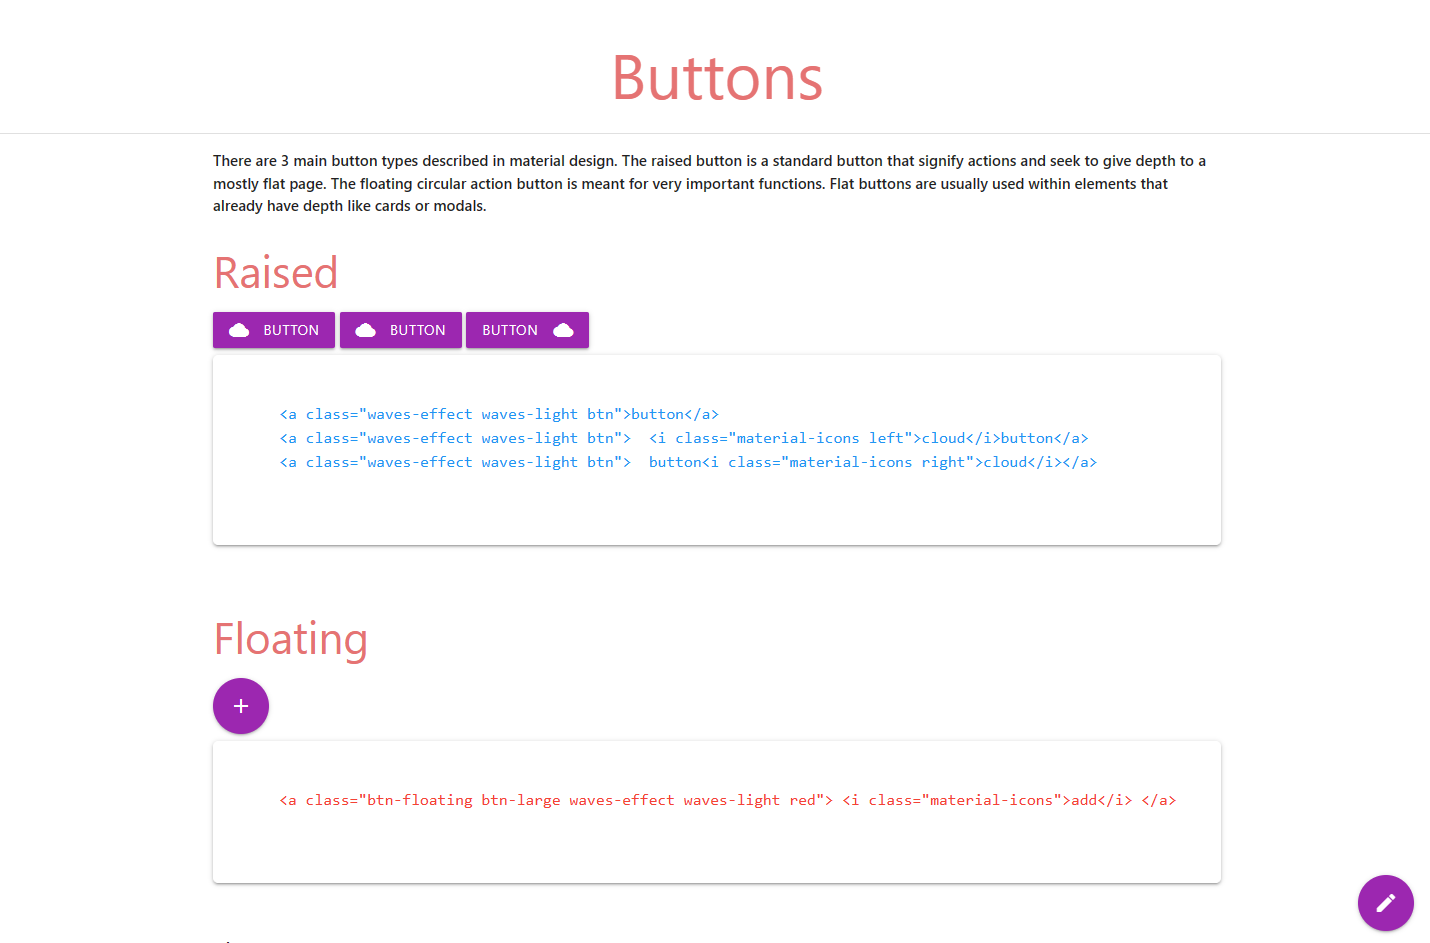 Buttons
There are 3 main button types described in material design. The raised button is a standard button that signify actions and seek to give depth to a
mostly flat page. The floating circular action button is meant for very important functions. Flat buttons are usually used within elements that
already have depth like cards or modals.
Raised
BUTTON BUTTON BUTTON
<a class="waves-effect waves-light btn">button</a>
<a class="waves-effect waves-light btn">  <i class="material-icons left">cloud</i>button</a>
<a class="waves-effect waves-light btn">  button<i class="material-icons right">cloud</i></a>
Floating
<a class="btn-floating btn-large waves-effect waves-light red"> <i class="material-icons">add</i> </a>